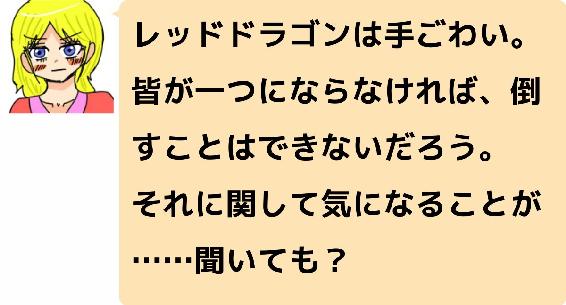 レッドドラゴンは手ごわい。
皆が一つにならなければ、倒
すことはできないだろう。
それに関して気になることが
……聞いても？